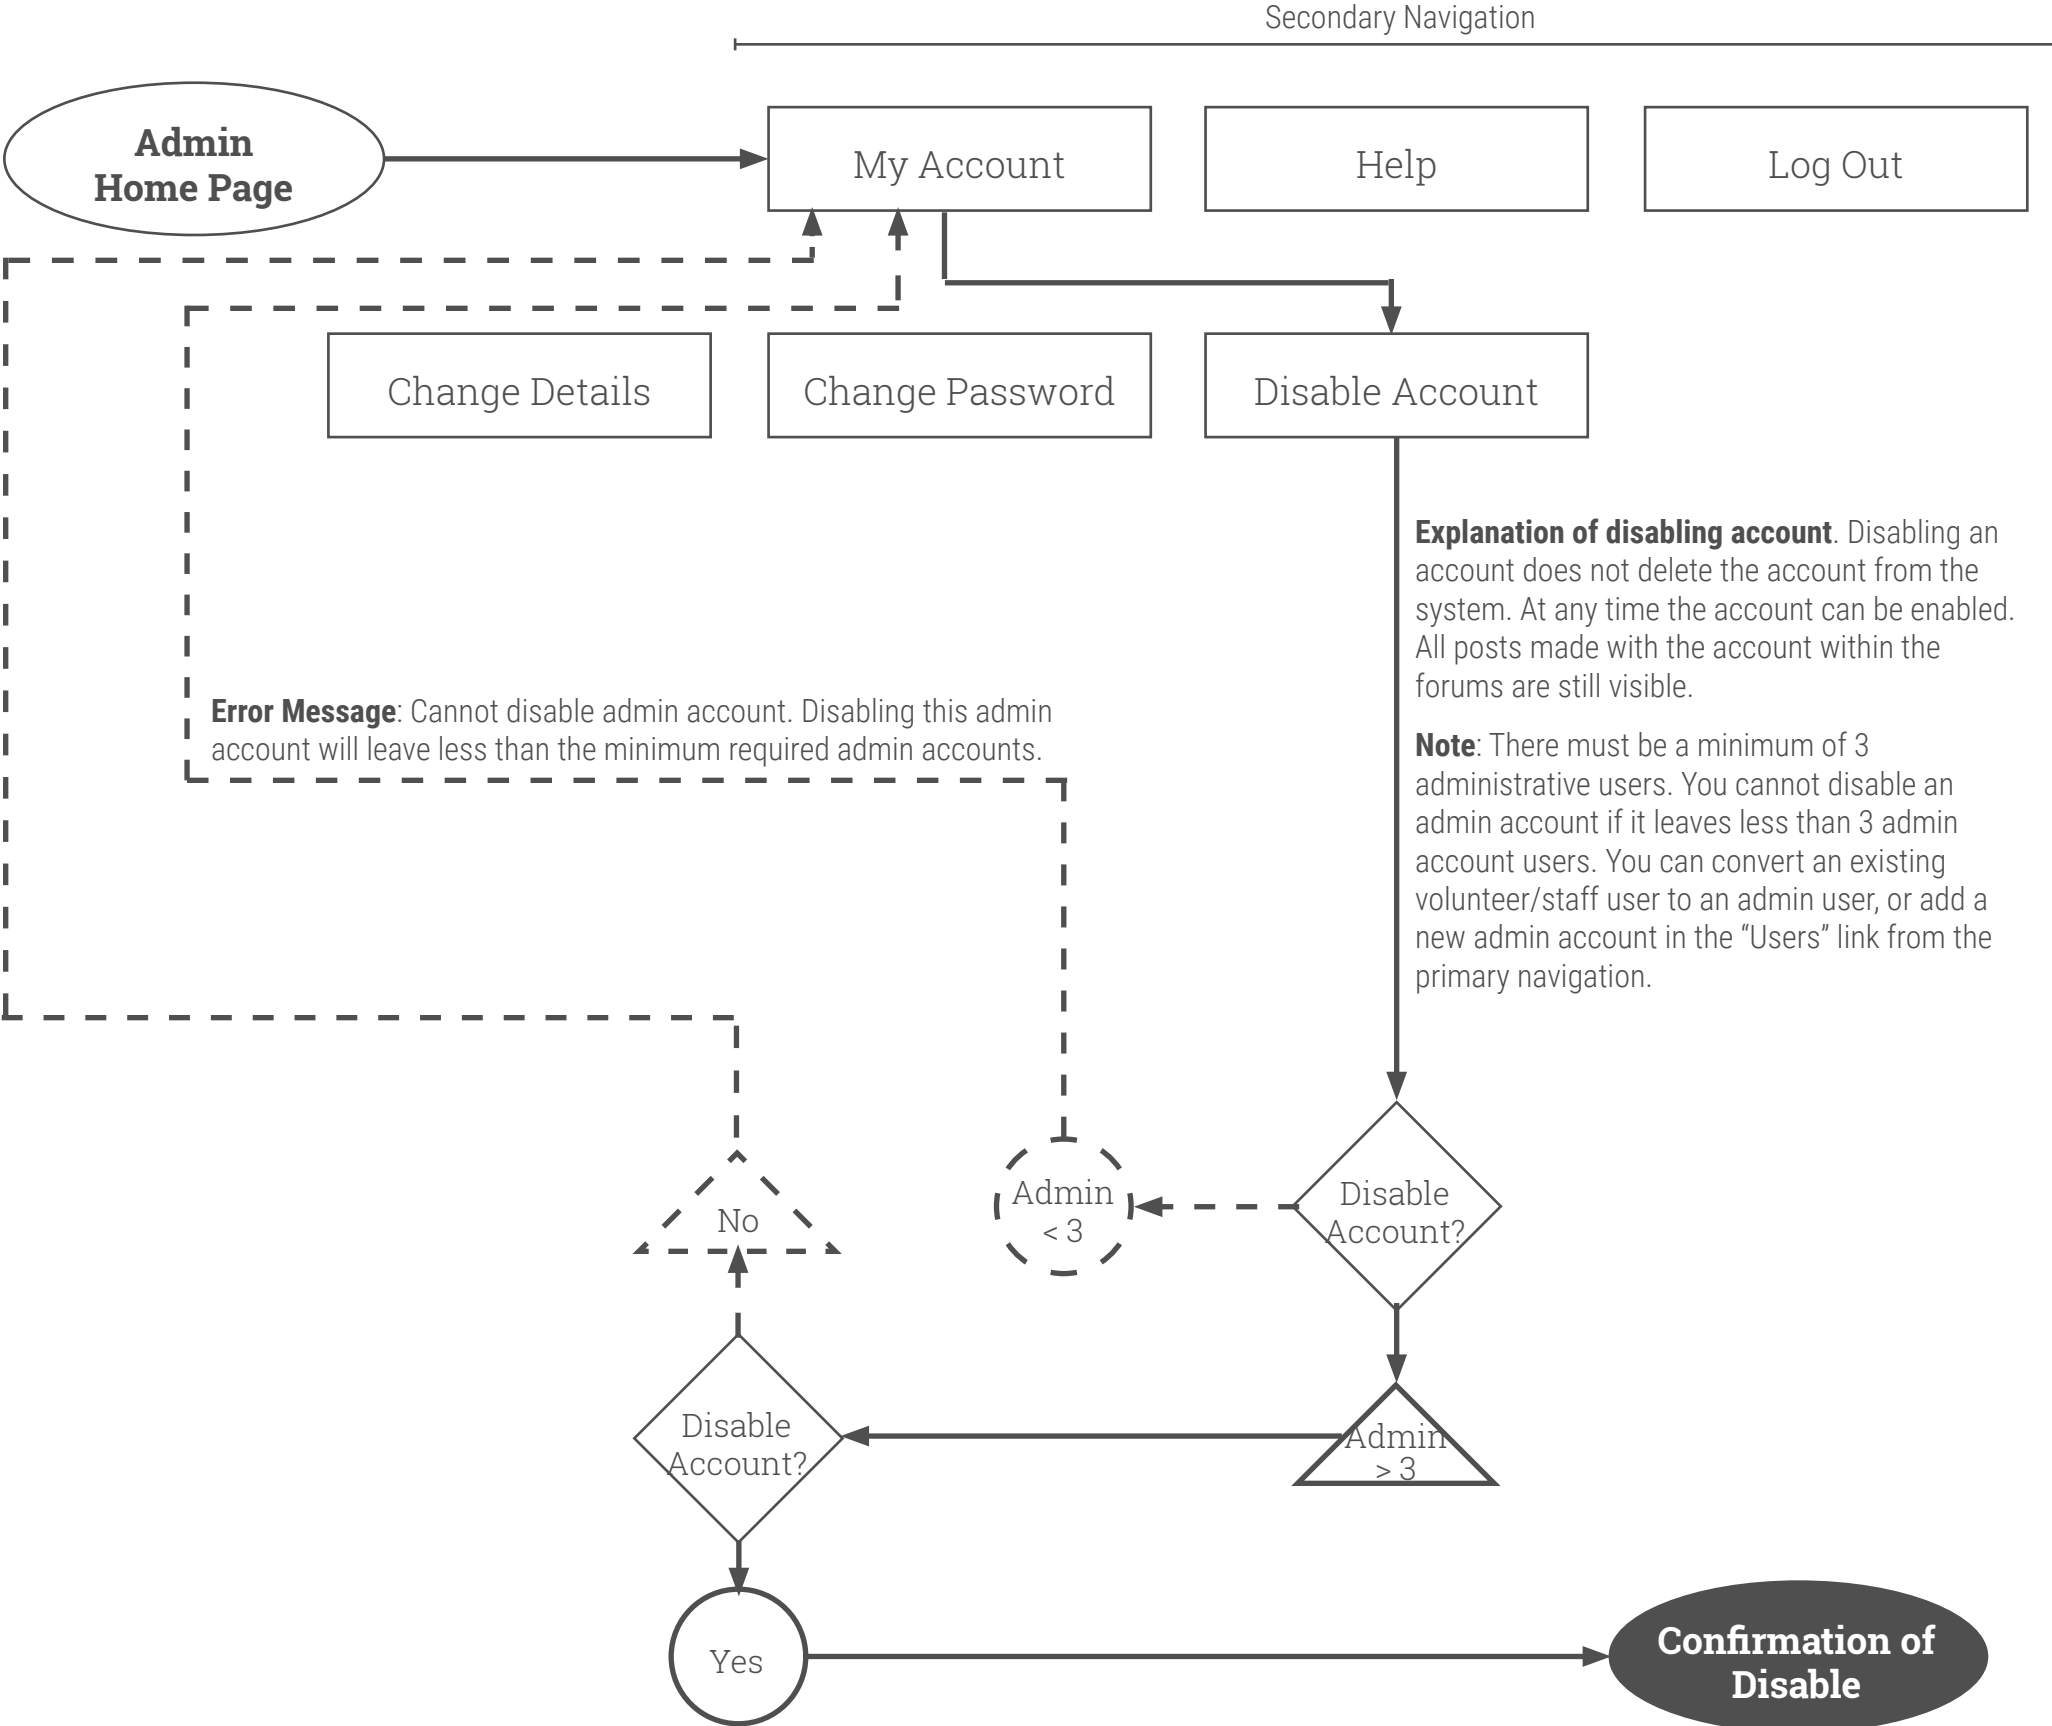 Secondary Navigation
Admin
Home Page
My Account
Help
Log Out
Change Details
Change Password
Disable Account
Explanation of disabling account. Disabling an
account does not delete the account from the
system. At any time the account can be enabled.
All posts made with the account within the
forums are still visible.
Error Message: Cannot disable admin account. Disabling this admin
account will leave less than the minimum required admin accounts.
Note: There must be a minimum of 3
administrative users. You cannot disable an
admin account if it leaves less than 3 admin
account users. You can convert an existing
volunteer/staff user to an admin user, or add a
new admin account in the “Users” link from the
primary navigation.
No
Admin
< 3
Disable
Account?
Disable
Account?
Admin
> 3
Yes
Confirmation of
Disable